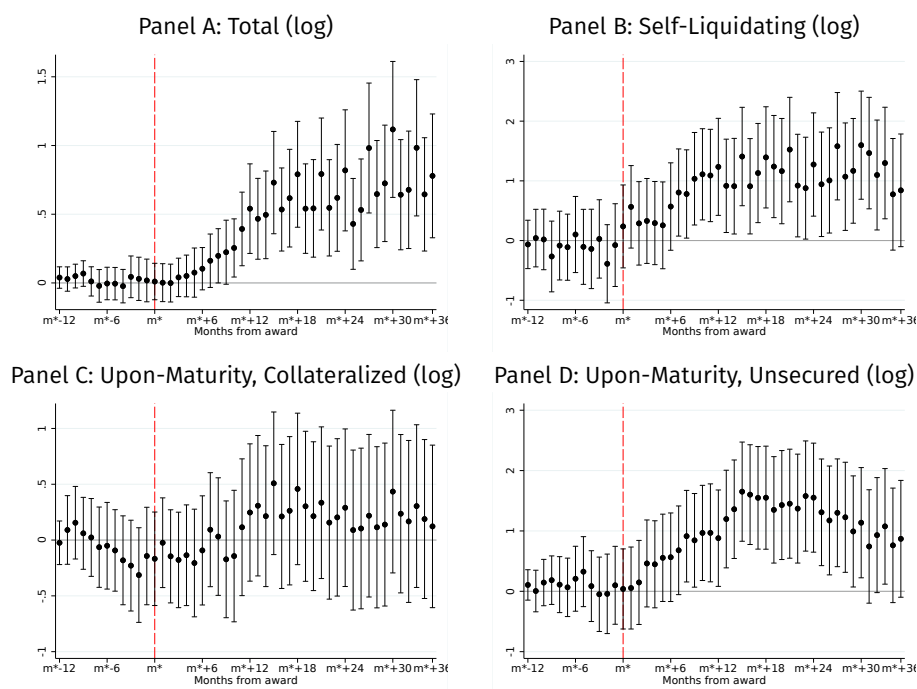 Panel A: Total (log)
1.5
1
.5
0
m*-12 m*-6 m* m*+6 m*+12 m*+18 m*+24 m*+30 m*+36
Months from award
Panel B: Self-Liquidating (log)
3
2
1
0
-1
m*-12 m*-6 m* m*+6 m*+12 m*+18 m*+24 m*+30 m*+36
Months from award
Panel C: Upon-Maturity, Collateralized (log)
1
.5
0
-.5
-1
m*-12 m*-6 m* m*+6 m*+12 m*+18 m*+24 m*+30 m*+36
Months from award
Panel D: Upon-Maturity, Unsecured (log)
3
2
1
0
-1
m*-12 m*-6 m* m*+6 m*+12 m*+18 m*+24 m*+30 m*+36
Months from award